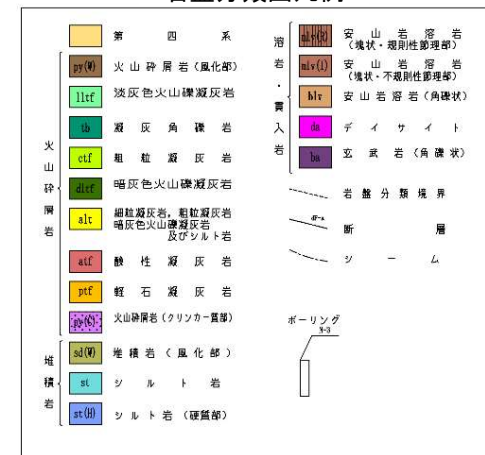 第四系
火山砕屑岩
py(W) 火山砕屑岩(風化部)
lltf 淡灰色火山礫凝灰岩
tb 凝灰角礫岩
ctf 粗粒凝灰岩
dltf 暗灰色火山礫凝灰岩
alt 細粒凝灰岩,粗粒凝灰岩
暗灰色火山礫凝灰岩
及びシルト岩
atf 酸性凝灰岩
ptf 軽石凝灰岩
py(C) 火山砕屑岩(クリンカー質部)
堆積岩
sd(W) 堆積岩(風化部)
st シルト岩
st(H) シルト岩(硬質部)
溶岩・貫入岩
安山岩溶岩
(塊状・規則性節理部)
mlv(I) 安山岩溶岩
(塊状・不規則性節理部)
blv 安山岩溶岩(角礫状)
da デイサイト
ba 玄武岩(角礫状)
岩盤分類境界
断層
シーム
ボーリング
N-3